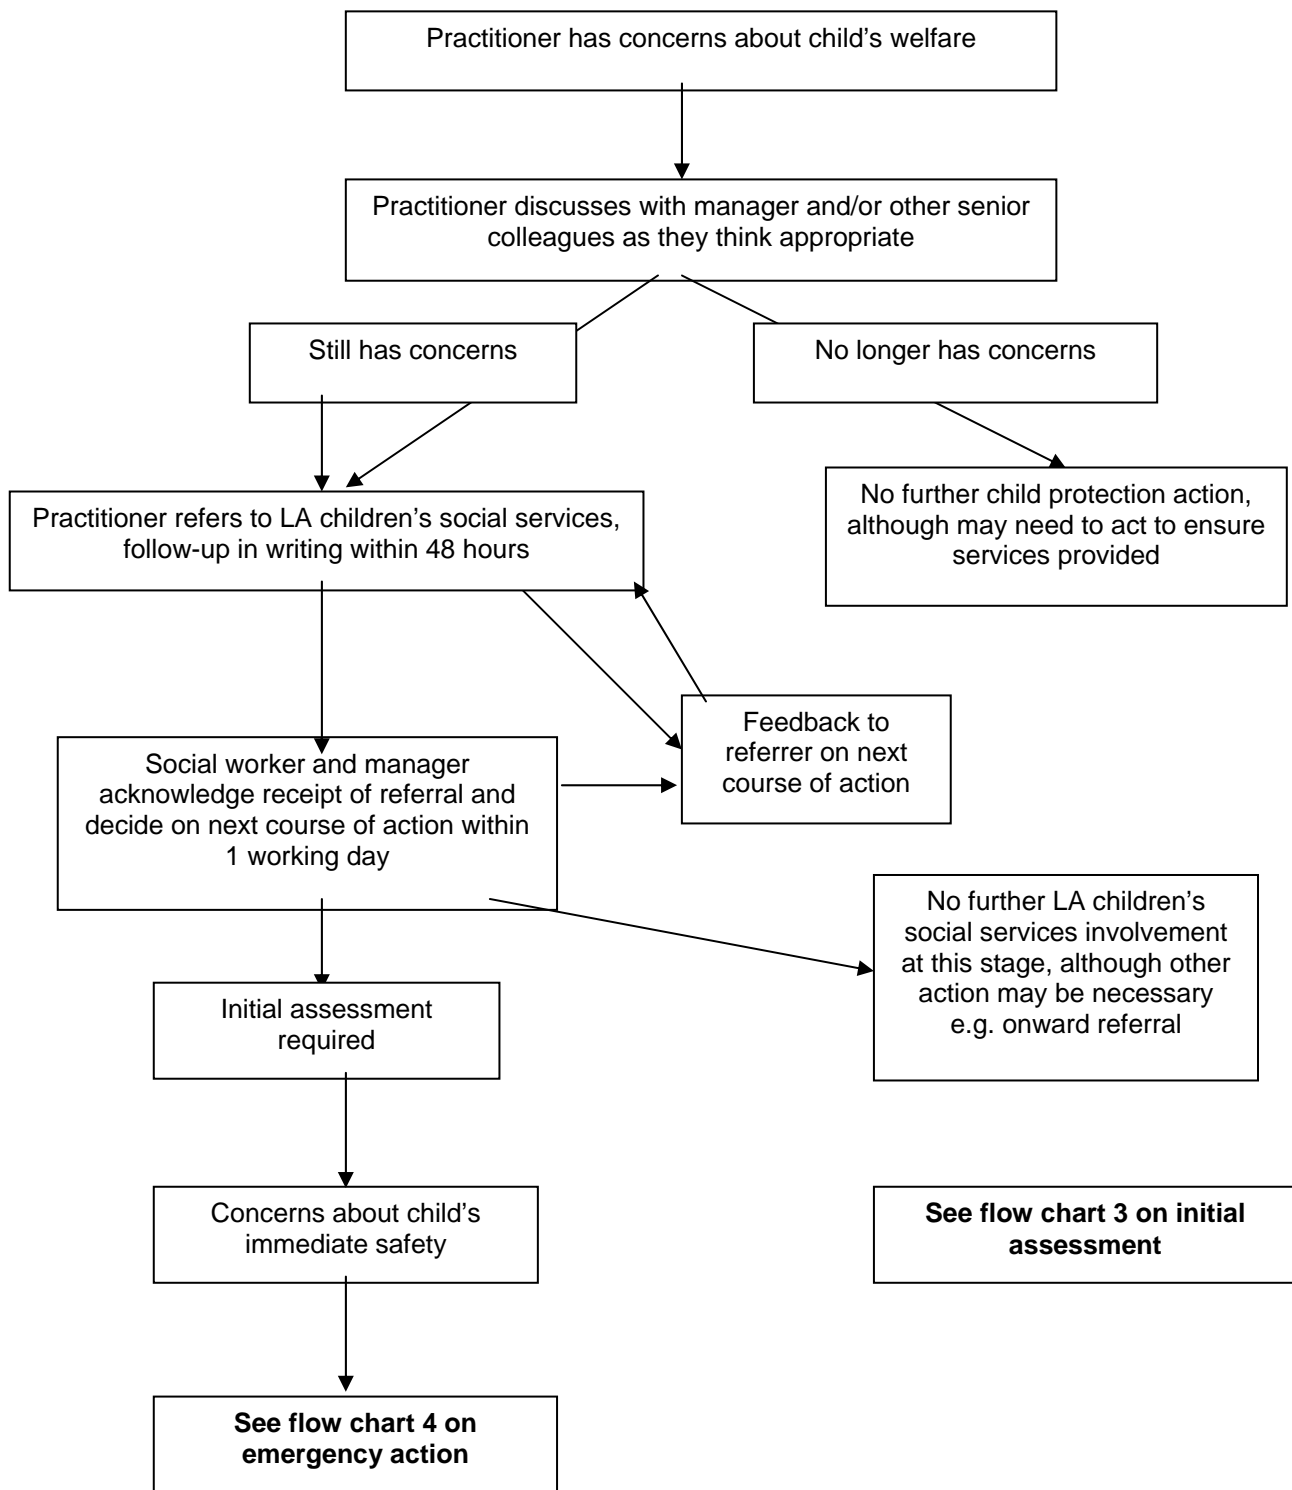 Practitioner has concerns about child’s welfare
Practitioner discusses with manager and/or other senior
colleagues as they think appropriate
Still has concerns
No longer has concerns
No further child protection action,
although may need to act to ensure
services provided
Practitioner refers to LA children’s social services,
follow-up in writing within 48 hours
Feedback to
referrer on next
course of action
Social worker and manager
acknowledge receipt of referral and
decide on next course of action within
1 working day
No further LA children’s
social services involvement
at this stage, although other
action may be necessary
e.g. onward referral
Initial assessment
required
Concerns about child’s
immediate safety
See flow chart 3 on initial
assessment
See flow chart 4 on
emergency action